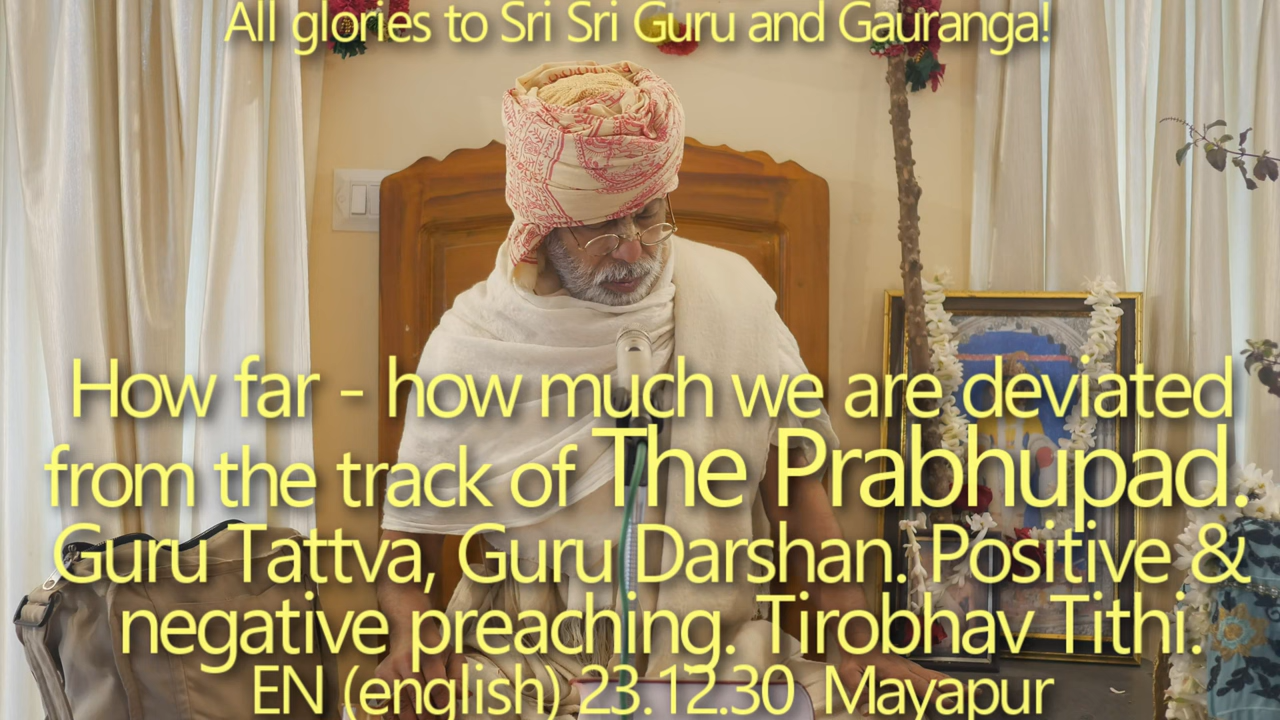 All glories to Sri Sri Guru and Gauranga!
How far - how much we are deviated
from the track of The Prabhupad.
Guru Tattva, Guru Darshan. Positive &
negative preaching. Tirobhav Tithi.
EN (english) 23.12.30 Mayapur